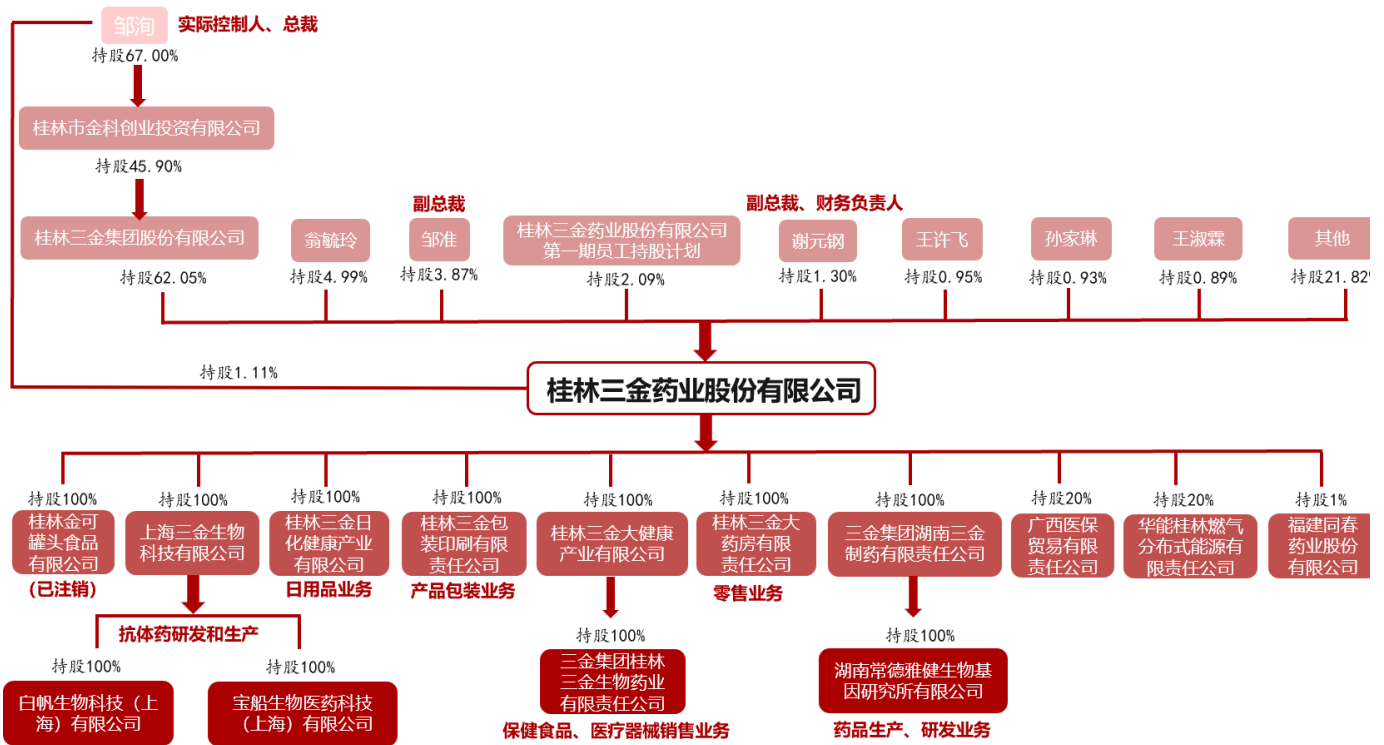 邹洵
实际控制人、总裁
持股67.00%
桂林市金科创业投资有限公司
持股45.90%
桂林三金集团股份有限公司
持股62.05%
翁毓玲
持股4.99%
副总裁
邹准
持股3.87%
桂林三金药业股份有限公司
第一期员工持股计划
持股2.09%
副总裁、财务负责人
谢元钢
持股1.30%
王许飞
持股0.95%
孙家琳
持股0.93%
王淑霖
持股0.89%
其他
持股21.82%
持股1.11%
桂林三金药业股份有限公司
持股100%
桂林金可
罐头食品
有限公司
(已注销)
持股100%
上海三金生物
科技有限公司
持股100%
桂林三金日
化健康产业
有限公司
日用品业务
持股100%
桂林三金包
装印刷有限
责任公司
产品包装业务
持股100%
桂林三金大健康
产业有限公司
持股100%
桂林三金大
药房有限
责任公司
零售业务
持股100%
三金集团湖南三金
制药有限责任公司
持股20%
广西医保
贸易有限
责任公司
持股20%
华能桂林燃气
分布式能源有
限责任公司
持股1%
福建同春
药业股份
有限公司
抗体药研发和生产
持股100%
白帆生物科技（上
海）有限公司
持股100%
宝船生物医药科技
（上海）有限公司
持股100%
三金集团桂林
三金生物药业
有限责任公司
保健食品、医疗器械销售业务
持股100%
湖南常德雅健生物基
因研究所有限公司
药品生产、研发业务